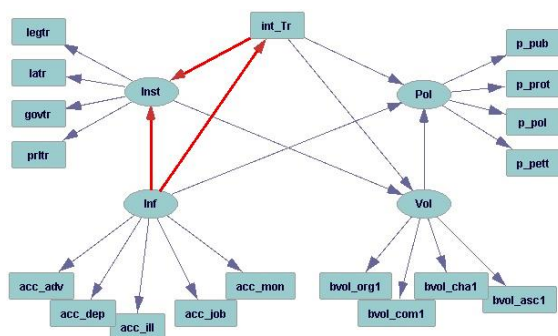 int_Tr
legtr
latr
govtr
prltr
Inst
Pol
p_pub
p_prot
p_pol
p_pett
Inf
Vol
acc_adv
acc_dep
acc_ill
acc_job
acc_mon
bvol_org1
bvol_com1
bvol_cha1
bvol_asc1